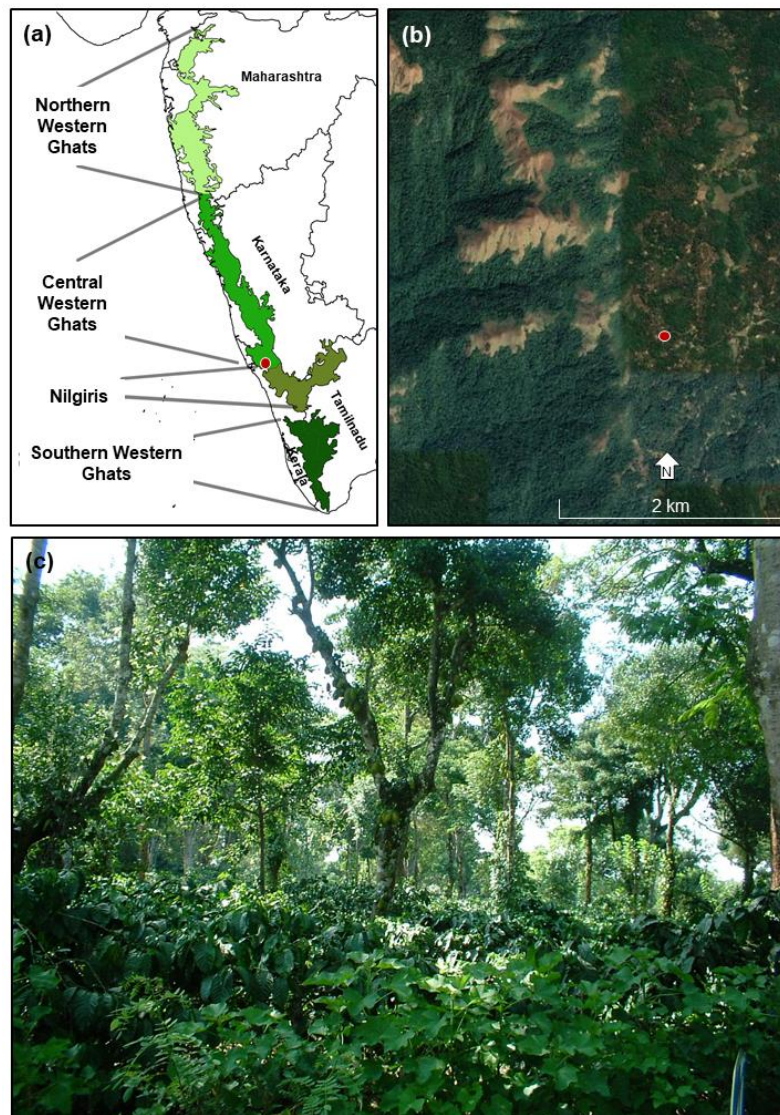 (a)
Maharashtra
Northern
Western
Ghats
Karnataka
Central
Western
Ghats
Nilgiris
Tamilnadu
Southern Western
Ghats
Kerala
(b)
N
2 km
(c)